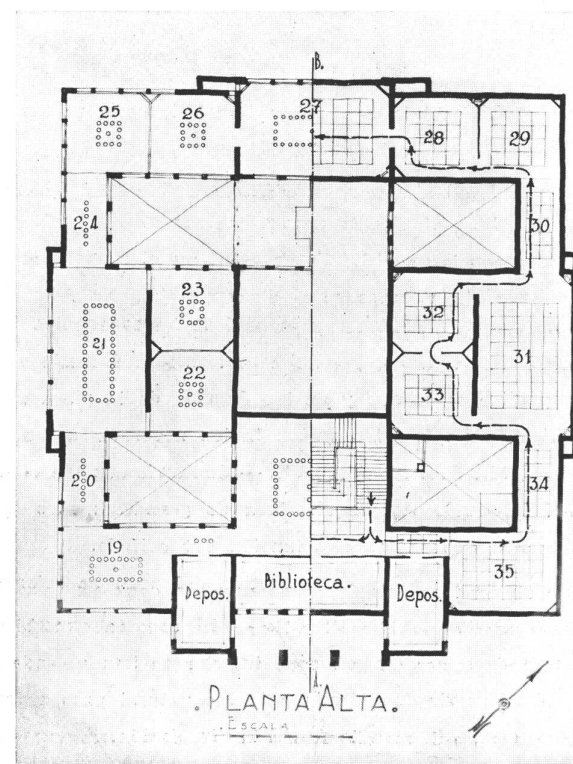 B.
25
26
27
28
29
24
30
23
32
21
31
22
33
20
34
19
35
Depos.
Biblioteca.
Depos.
A.
.PLANTA ALTA.
ESCALA